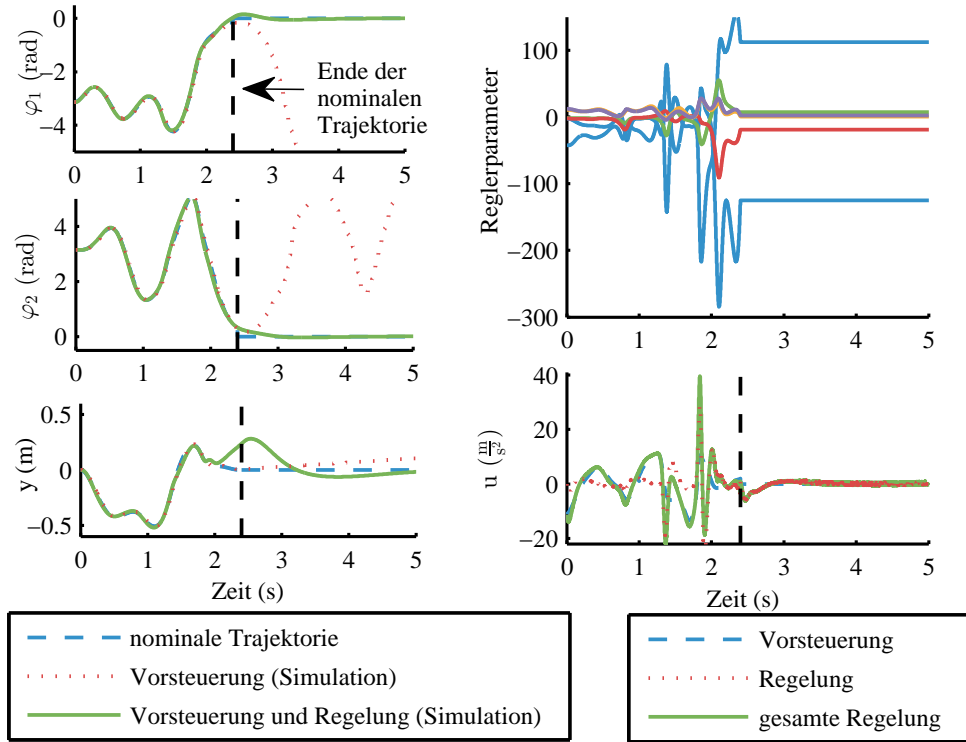 0
−2
−4
φ₁ (rad)
Ende der
nominalen
Trajektorie
0 1 2 3 4 5
4
2
0
φ₂ (rad)
0 1 2 3 4 5
0.5
0
−0.5
y (m)
0 1 2 3 4 5
Zeit (s)
100
0
−100
−200
−300
Reglerparameter
0 1 2 3 4 5
40
20
0
−20
u (m/s²)
0 1 2 3 4 5
Zeit (s)
nominale Trajektorie
Vorsteuerung (Simulation)
Vorsteuerung und Regelung (Simulation)
Vorsteuerung
Regelung
gesamte Regelung